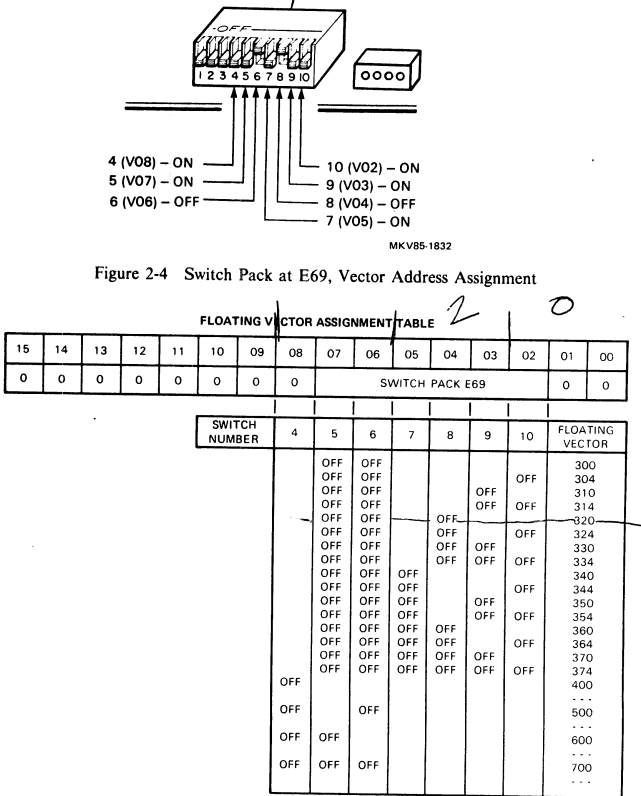 -OFF-
1 2 3 4 5 6 7 8 9 10
4 (V08) – ON
5 (V07) – ON
6 (V06) – OFF
10 (V02) – ON
9 (V03) – ON
8 (V04) – OFF
7 (V05) – ON
MKV85-1832
Figure 2-4 Switch Pack at E69, Vector Address Assignment
2 0
FLOATING VECTOR ASSIGNMENT TABLE
15 14 13 12 11 10 09 08 07 06 05 04 03 02 01 00
0 0 0 0 0 0 0 0 SWITCH PACK E69 0 0
SWITCH NUMBER 4 5 6 7 8 9 10 FLOATING VECTOR
OFF OFF 300
OFF OFF OFF 304
OFF OFF OFF 310
OFF OFF OFF OFF 314
OFF OFF OFF 320
OFF OFF OFF OFF 324
OFF OFF OFF OFF 330
OFF OFF OFF OFF OFF 334
OFF OFF OFF 340
OFF OFF OFF OFF 344
OFF OFF OFF OFF 350
OFF OFF OFF OFF OFF 354
OFF OFF OFF OFF 360
OFF OFF OFF OFF OFF 364
OFF OFF OFF OFF OFF 370
OFF OFF OFF OFF OFF OFF 374
OFF 400
- - -
OFF OFF 500
- - -
OFF OFF 600
- - -
OFF OFF OFF 700
- - -